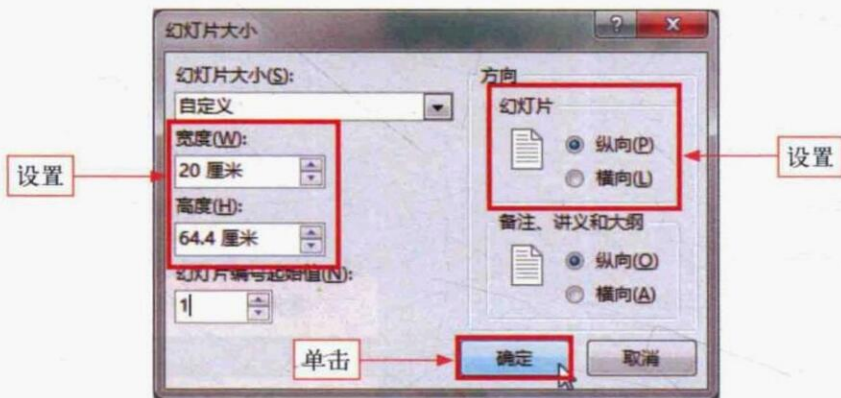 幻灯片大小
幻灯片大小(S):
自定义
宽度(W):
20 厘米
高度(H):
64.4 厘米
幻灯片编号起始值(N):
1
方向
幻灯片
纵向(P)
横向(L)
备注、讲义和大纲
纵向(O)
横向(A)
确定
取消
设置
设置
单击